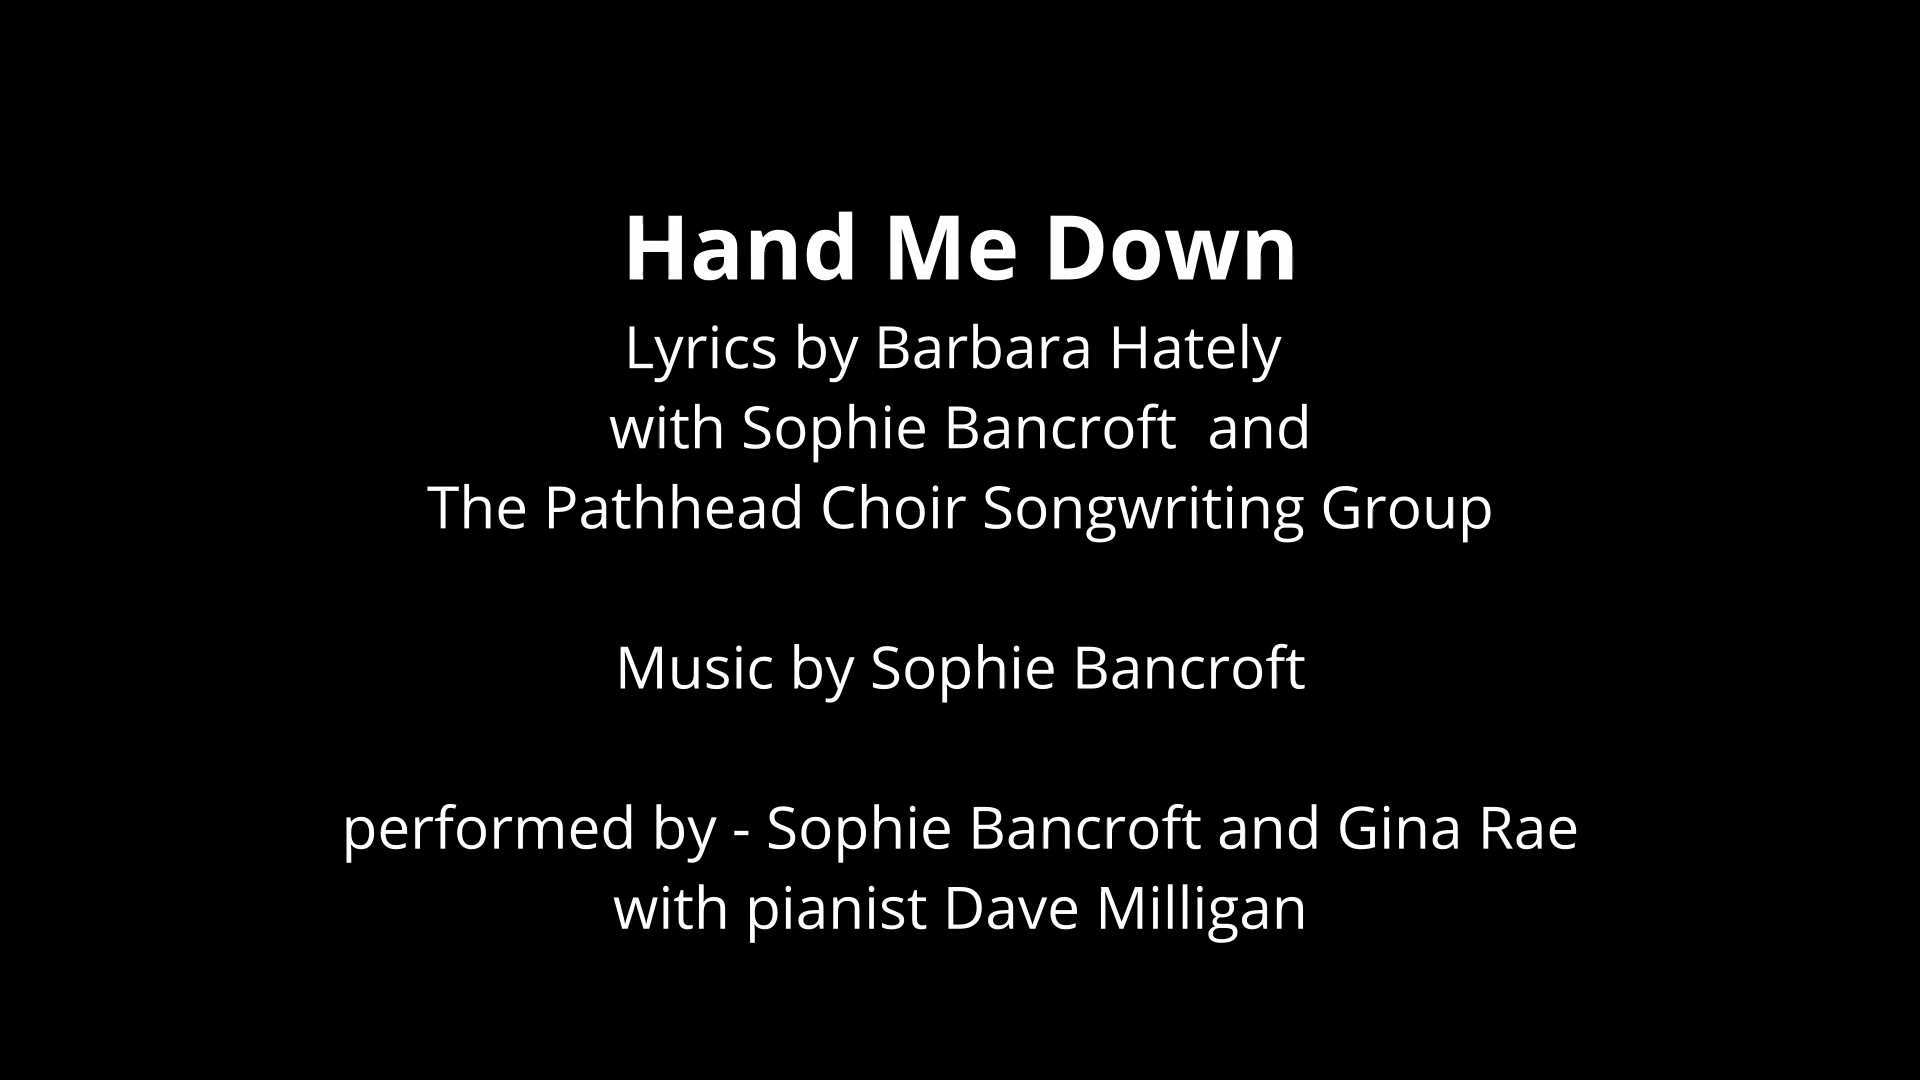 Hand Me Down
Lyrics by Barbara Hately
with Sophie Bancroft  and
The Pathhead Choir Songwriting Group
Music by Sophie Bancroft
performed by - Sophie Bancroft and Gina Rae
with pianist Dave Milligan